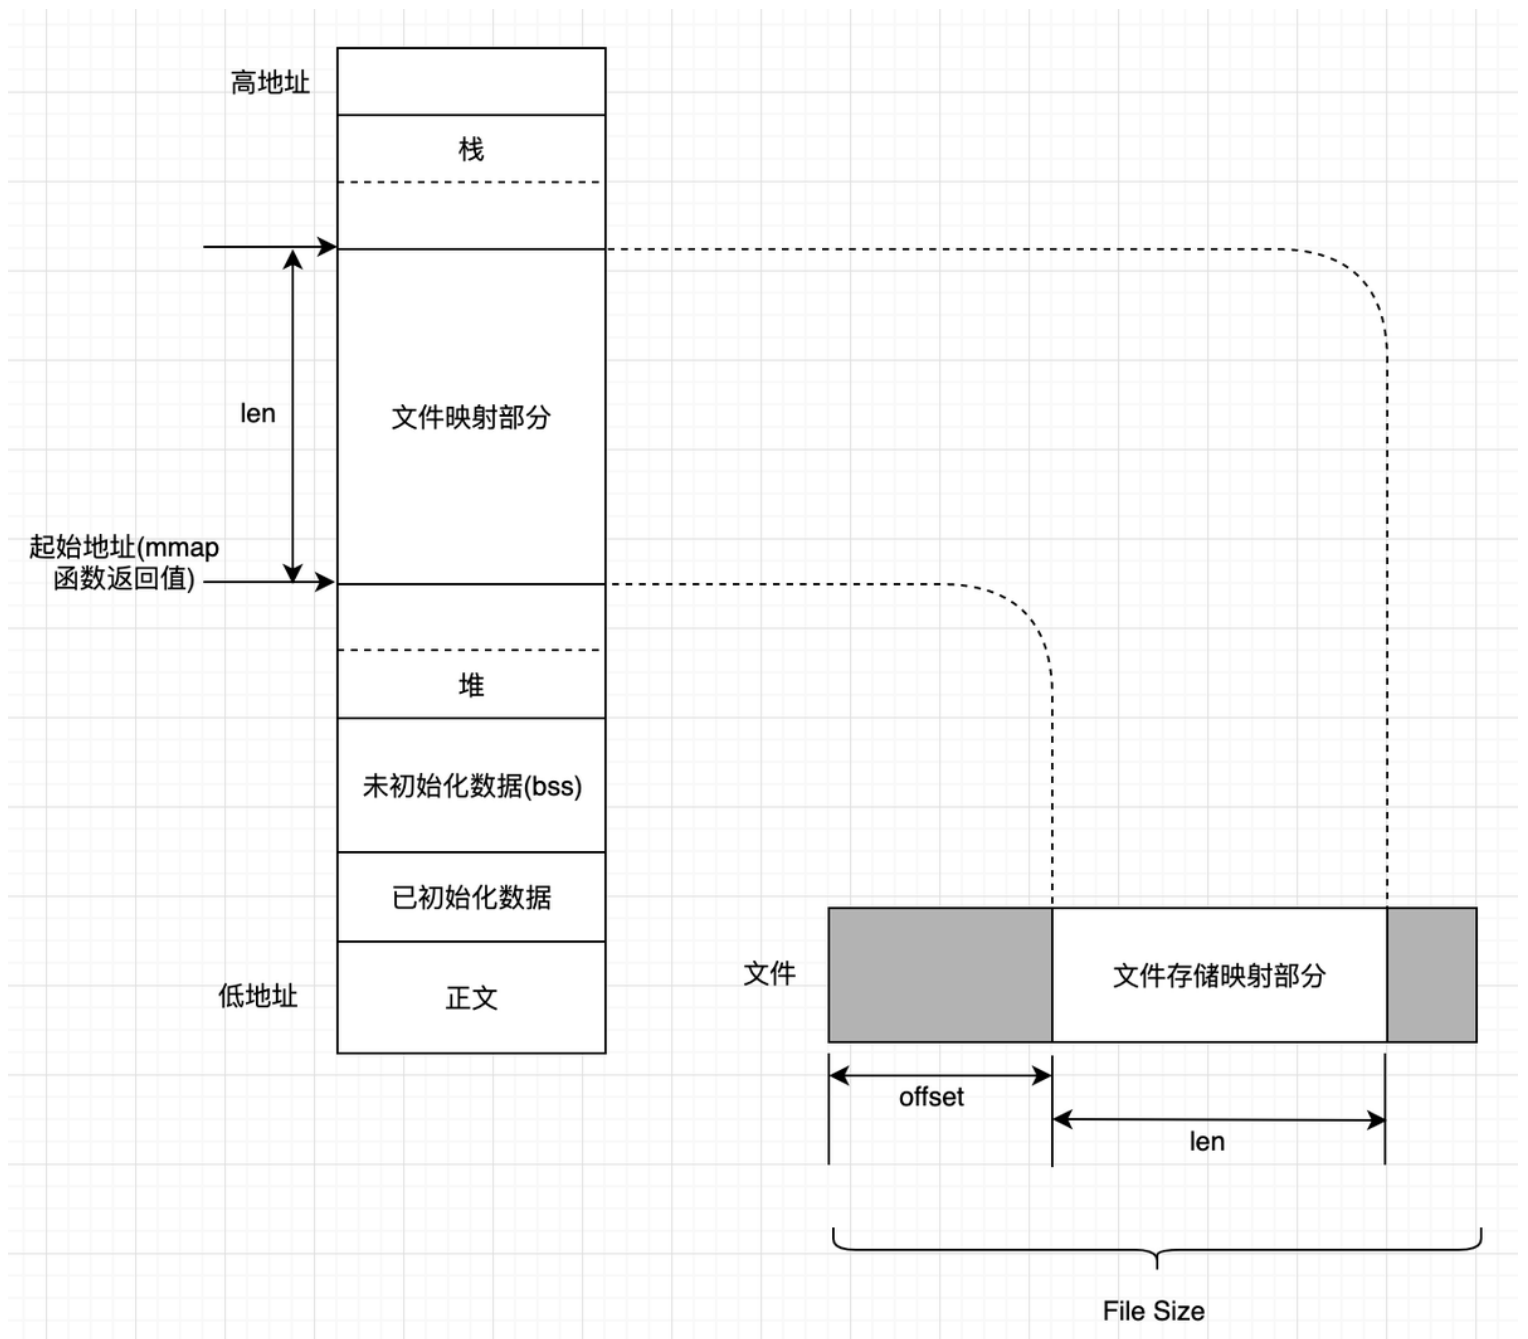 高地址
栈
len
文件映射部分
起始地址(mmap
函数返回值)
堆
未初始化数据(bss)
已初始化数据
低地址
正文
文件
文件存储映射部分
offset
len
File Size